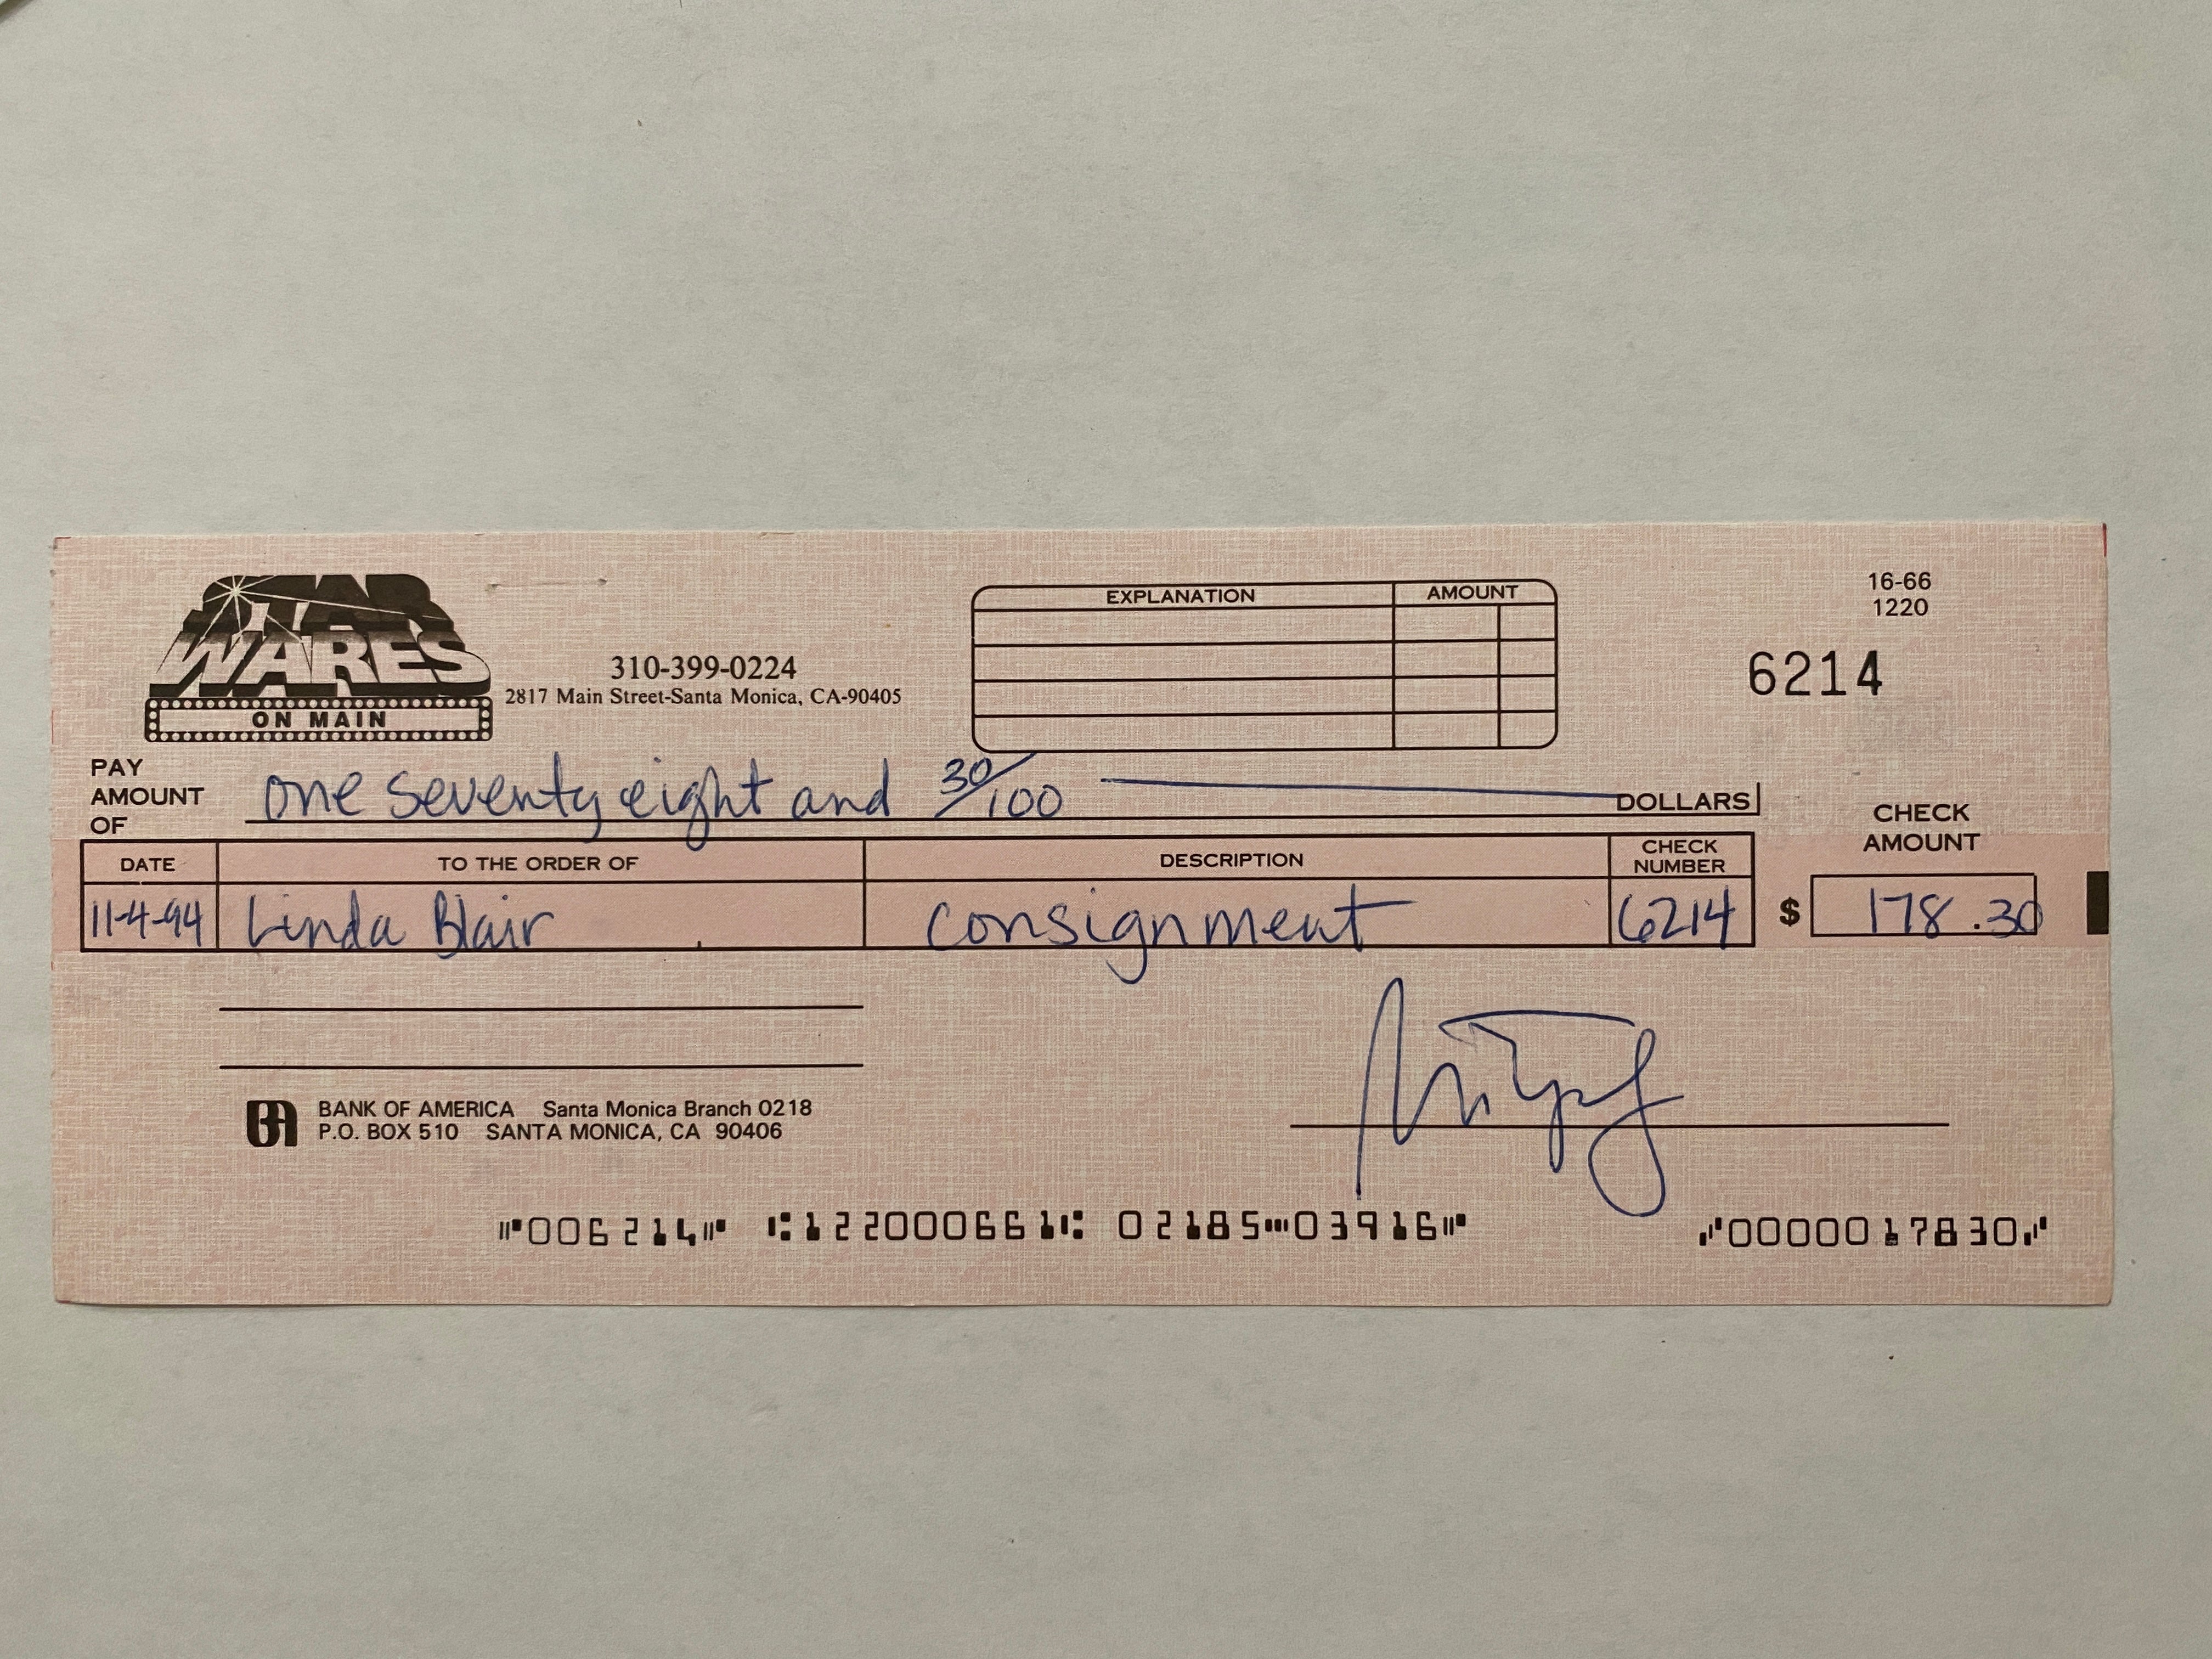 STAR
WARES
ON MAIN
310-399-0224
2817 Main Street-Santa Monica, CA-90405
EXPLANATION AMOUNT
16-66
1220
6214
PAY
AMOUNT
OF
one seventy eight and 30/100 DOLLARS
CHECK
AMOUNT
DATE TO THE ORDER OF DESCRIPTION CHECK NUMBER
11-4-94 Linda Blair consignment 6214 $ 178.30
BA BANK OF AMERICA Santa Monica Branch 0218
P.O. BOX 510 SANTA MONICA, CA 90406
⑈006214⑈ ⑆122000661⑆ 02185⑉03916⑈ ⑇0000017830⑇